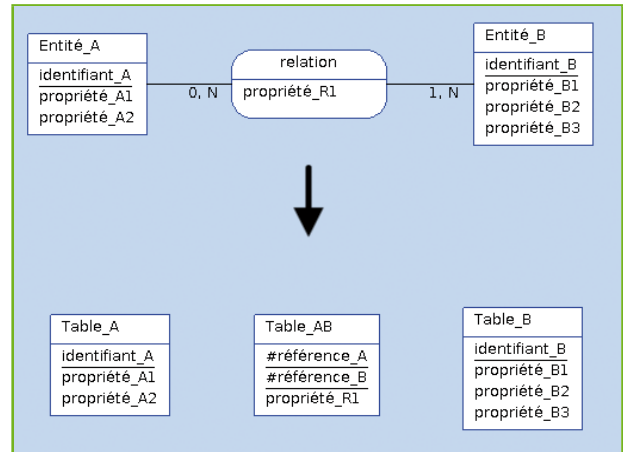 Entité_A
identifiant_A
propriété_A1
propriété_A2
0, N
relation
propriété_R1
1, N
Entité_B
identifiant_B
propriété_B1
propriété_B2
propriété_B3
Table_A
identifiant_A
propriété_A1
propriété_A2
Table_AB
#référence_A
#référence_B
propriété_R1
Table_B
identifiant_B
propriété_B1
propriété_B2
propriété_B3